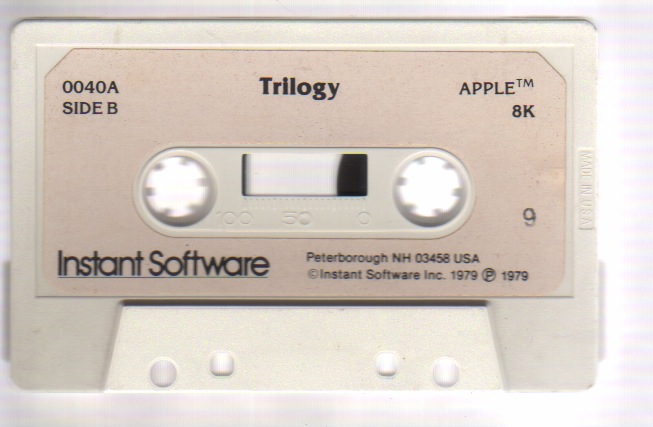 0040A
SIDE B
Trilogy
APPLE™
8K
100 50 0
9
MADE IN USA
Instant Software
Peterborough NH 03458 USA
©Instant Software Inc. 1979 ℗ 1979